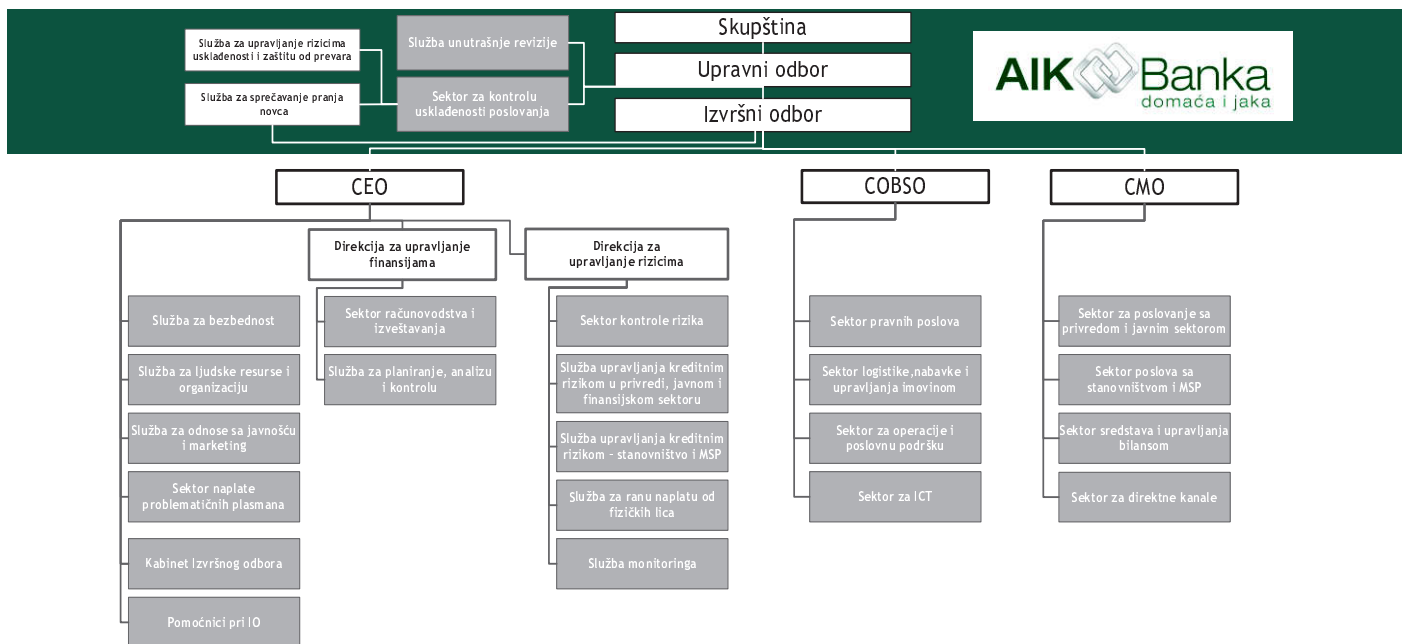 Skupština
Upravni odbor
Izvršni odbor
Služba unutrašnje revizije
Sektor za kontrolu
usklađenosti poslovanja
Služba za upravljanje rizicima
usklađenosti i zaštitu od prevara
Služba za sprečavanje pranja
novca
AIK Banka
domaća i jaka
CEO
COBSO
CMO
Direkcija za upravljanje
finansijama
Direkcija za
upravljanje rizicima
Služba za bezbednost
Služba za ljudske resurse i
organizaciju
Služba za odnose sa javnošću
i marketing
Sektor naplate
problematičnih plasmana
Kabinet Izvršnog odbora
Pomoćnici pri IO
Sektor računovodstva i
izveštavanja
Služba za planiranje, analizu
i kontrolu
Sektor kontrole rizika
Služba upravljanja kreditnim
rizikom u privredi, javnom i
finansijskom sektoru
Služba upravljanja kreditnim
rizikom - stanovništvo i MSP
Služba za ranu naplatu od
fizičkih lica
Služba monitoringa
Sektor pravnih poslova
Sektor logistike,nabavke i
upravljanja imovinom
Sektor za operacije i
poslovnu podršku
Sektor za ICT
Sektor za poslovanje sa
privredom i javnim sektorom
Sektor poslova sa
stanovništvom i MSP
Sektor sredstava i upravljanja
bilansom
Sektor za direktne kanale